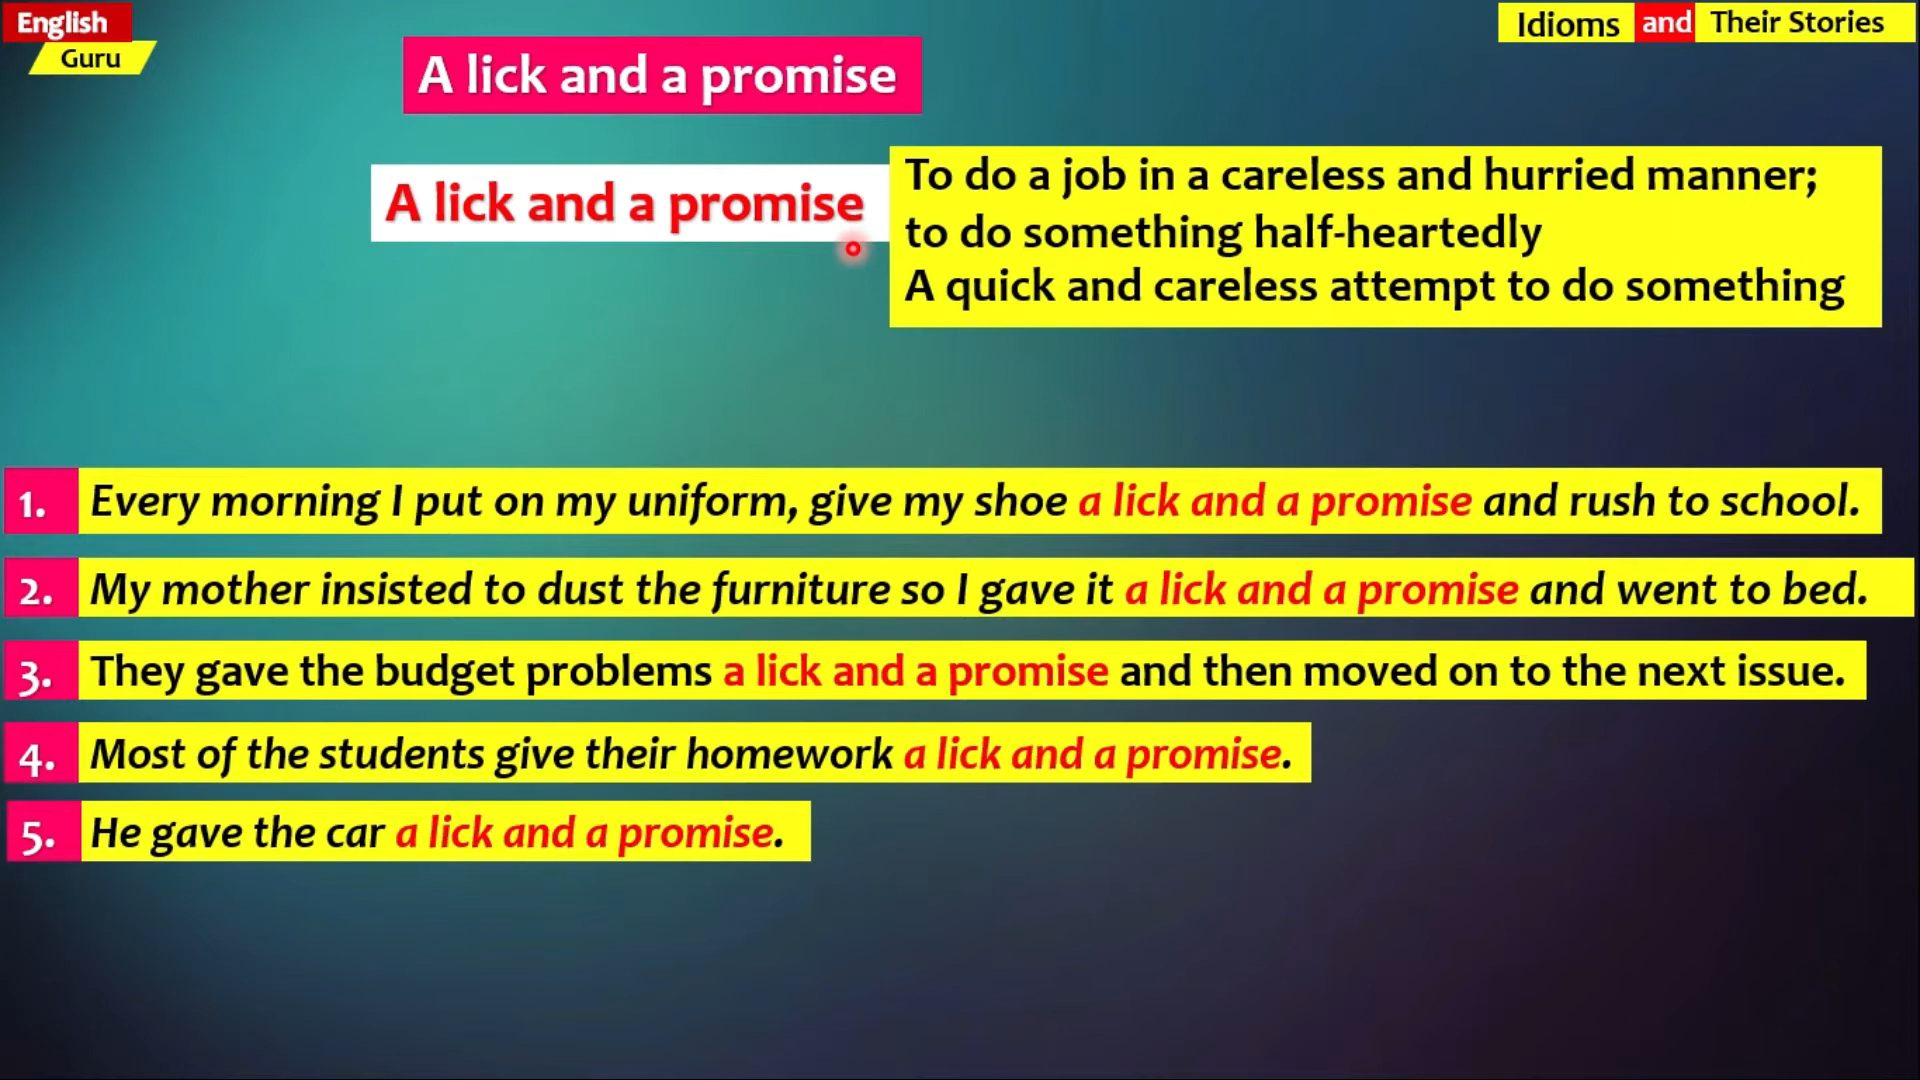 English
Guru
Idioms and Their Stories
A lick and a promise
A lick and a promise
To do a job in a careless and hurried manner;
to do something half-heartedly
A quick and careless attempt to do something
1. Every morning I put on my uniform, give my shoe a lick and a promise and rush to school.
2. My mother insisted to dust the furniture so I gave it a lick and a promise and went to bed.
3. They gave the budget problems a lick and a promise and then moved on to the next issue.
4. Most of the students give their homework a lick and a promise.
5. He gave the car a lick and a promise.